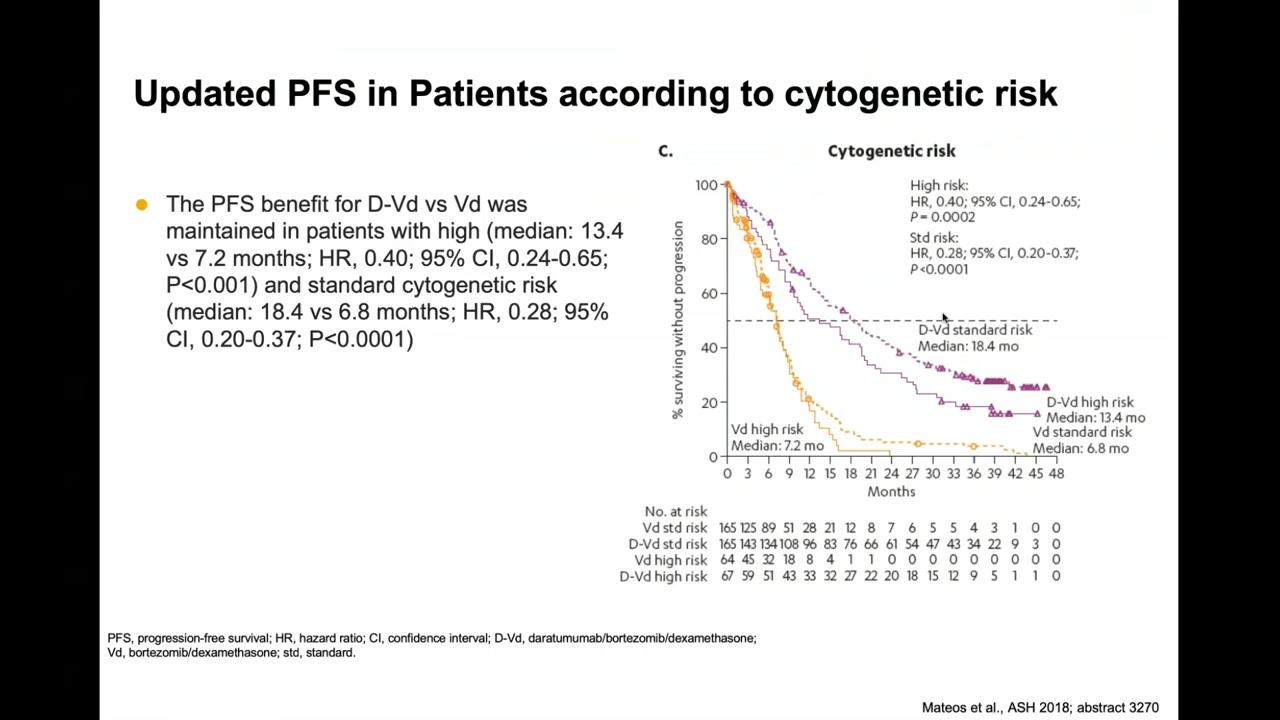 Updated PFS in Patients according to cytogenetic risk
The PFS benefit for D-Vd vs Vd was
maintained in patients with high (median: 13.4
vs 7.2 months; HR, 0.40; 95% CI, 0.24-0.65;
P<0.001) and standard cytogenetic risk
(median: 18.4 vs 6.8 months; HR, 0.28; 95%
CI, 0.20-0.37; P<0.0001)
C. Cytogenetic risk
High risk:
HR, 0.40; 95% CI, 0.24-0.65;
P = 0.0002
Std risk:
HR, 0.28; 95% CI, 0.20-0.37;
P <0.0001
% surviving without progression
100
80
60
40
20
0
D-Vd standard risk
Median: 18.4 mo
D-Vd high risk
Median: 13.4 mo
Vd standard risk
Median: 6.8 mo
Vd high risk
Median: 7.2 mo
0 3 6 9 12 15 18 21 24 27 30 33 36 39 42 45 48
Months
No. at risk
Vd std risk 165 125 89 51 28 21 12 8 7 6 5 5 4 3 1 0 0
D-Vd std risk 165 143 134 108 96 83 76 66 61 54 47 43 34 22 9 3 0
Vd high risk 64 45 32 18 8 4 1 1 0 0 0 0 0 0 0 0 0
D-Vd high risk 67 59 51 43 33 32 27 22 20 18 15 12 9 5 1 1 0
PFS, progression-free survival; HR, hazard ratio; CI, confidence interval; D-Vd, daratumumab/bortezomib/dexamethasone;
Vd, bortezomib/dexamethasone; std, standard.
Mateos et al., ASH 2018; abstract 3270